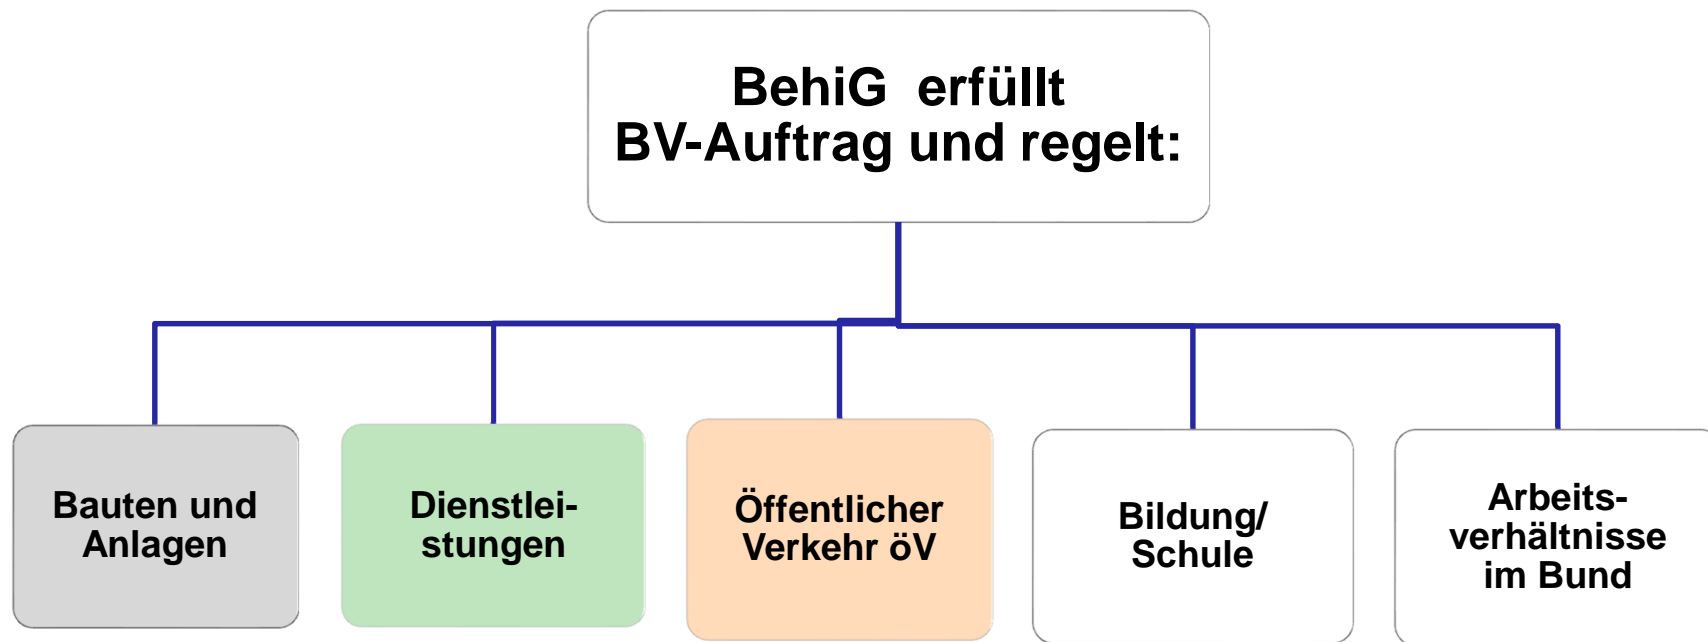 BehiG erfüllt
BV-Auftrag und regelt:
Bauten und
Anlagen
Dienstlei-
stungen
Öffentlicher
Verkehr öV
Bildung/
Schule
Arbeits-
verhältnisse
im Bund